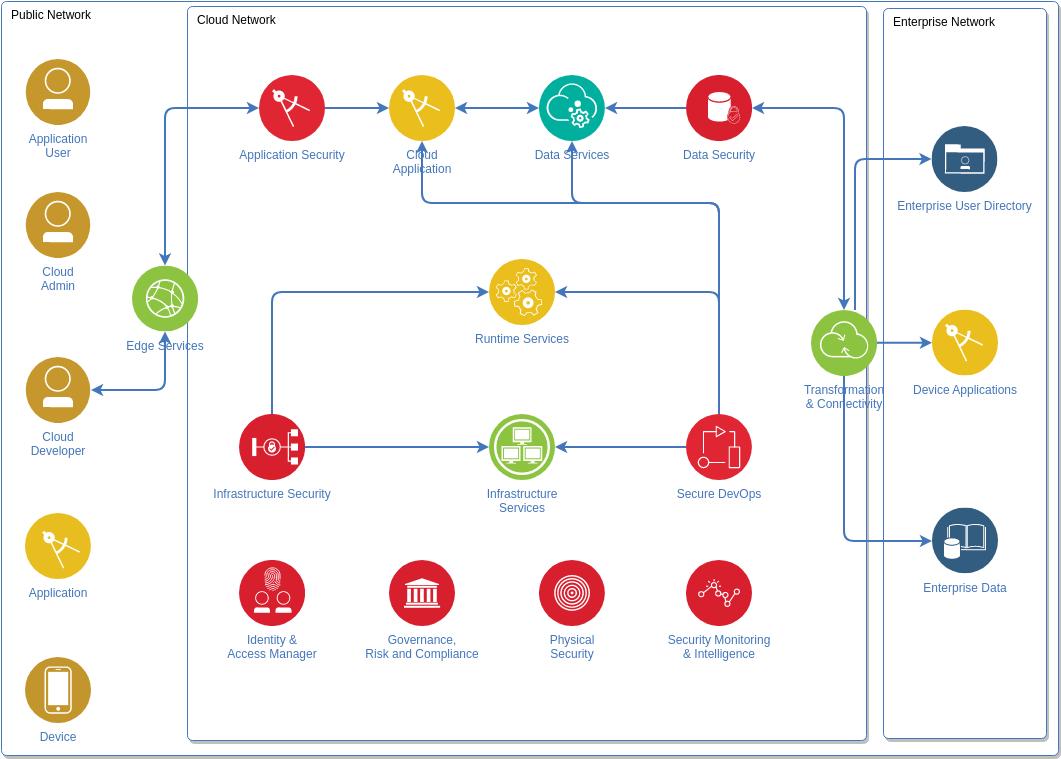 Public Network
Cloud Network
Enterprise Network
Application
User
Cloud
Admin
Cloud
Developer
Application
Device
Edge Services
Application Security
Cloud
Application
Data Services
Data Security
Runtime Services
Infrastructure Security
Infrastructure
Services
Secure DevOps
Identity &
Access Manager
Governance,
Risk and Compliance
Physical
Security
Security Monitoring
& Intelligence
Transformation
& Connectivity
Enterprise User Directory
Device Applications
Enterprise Data